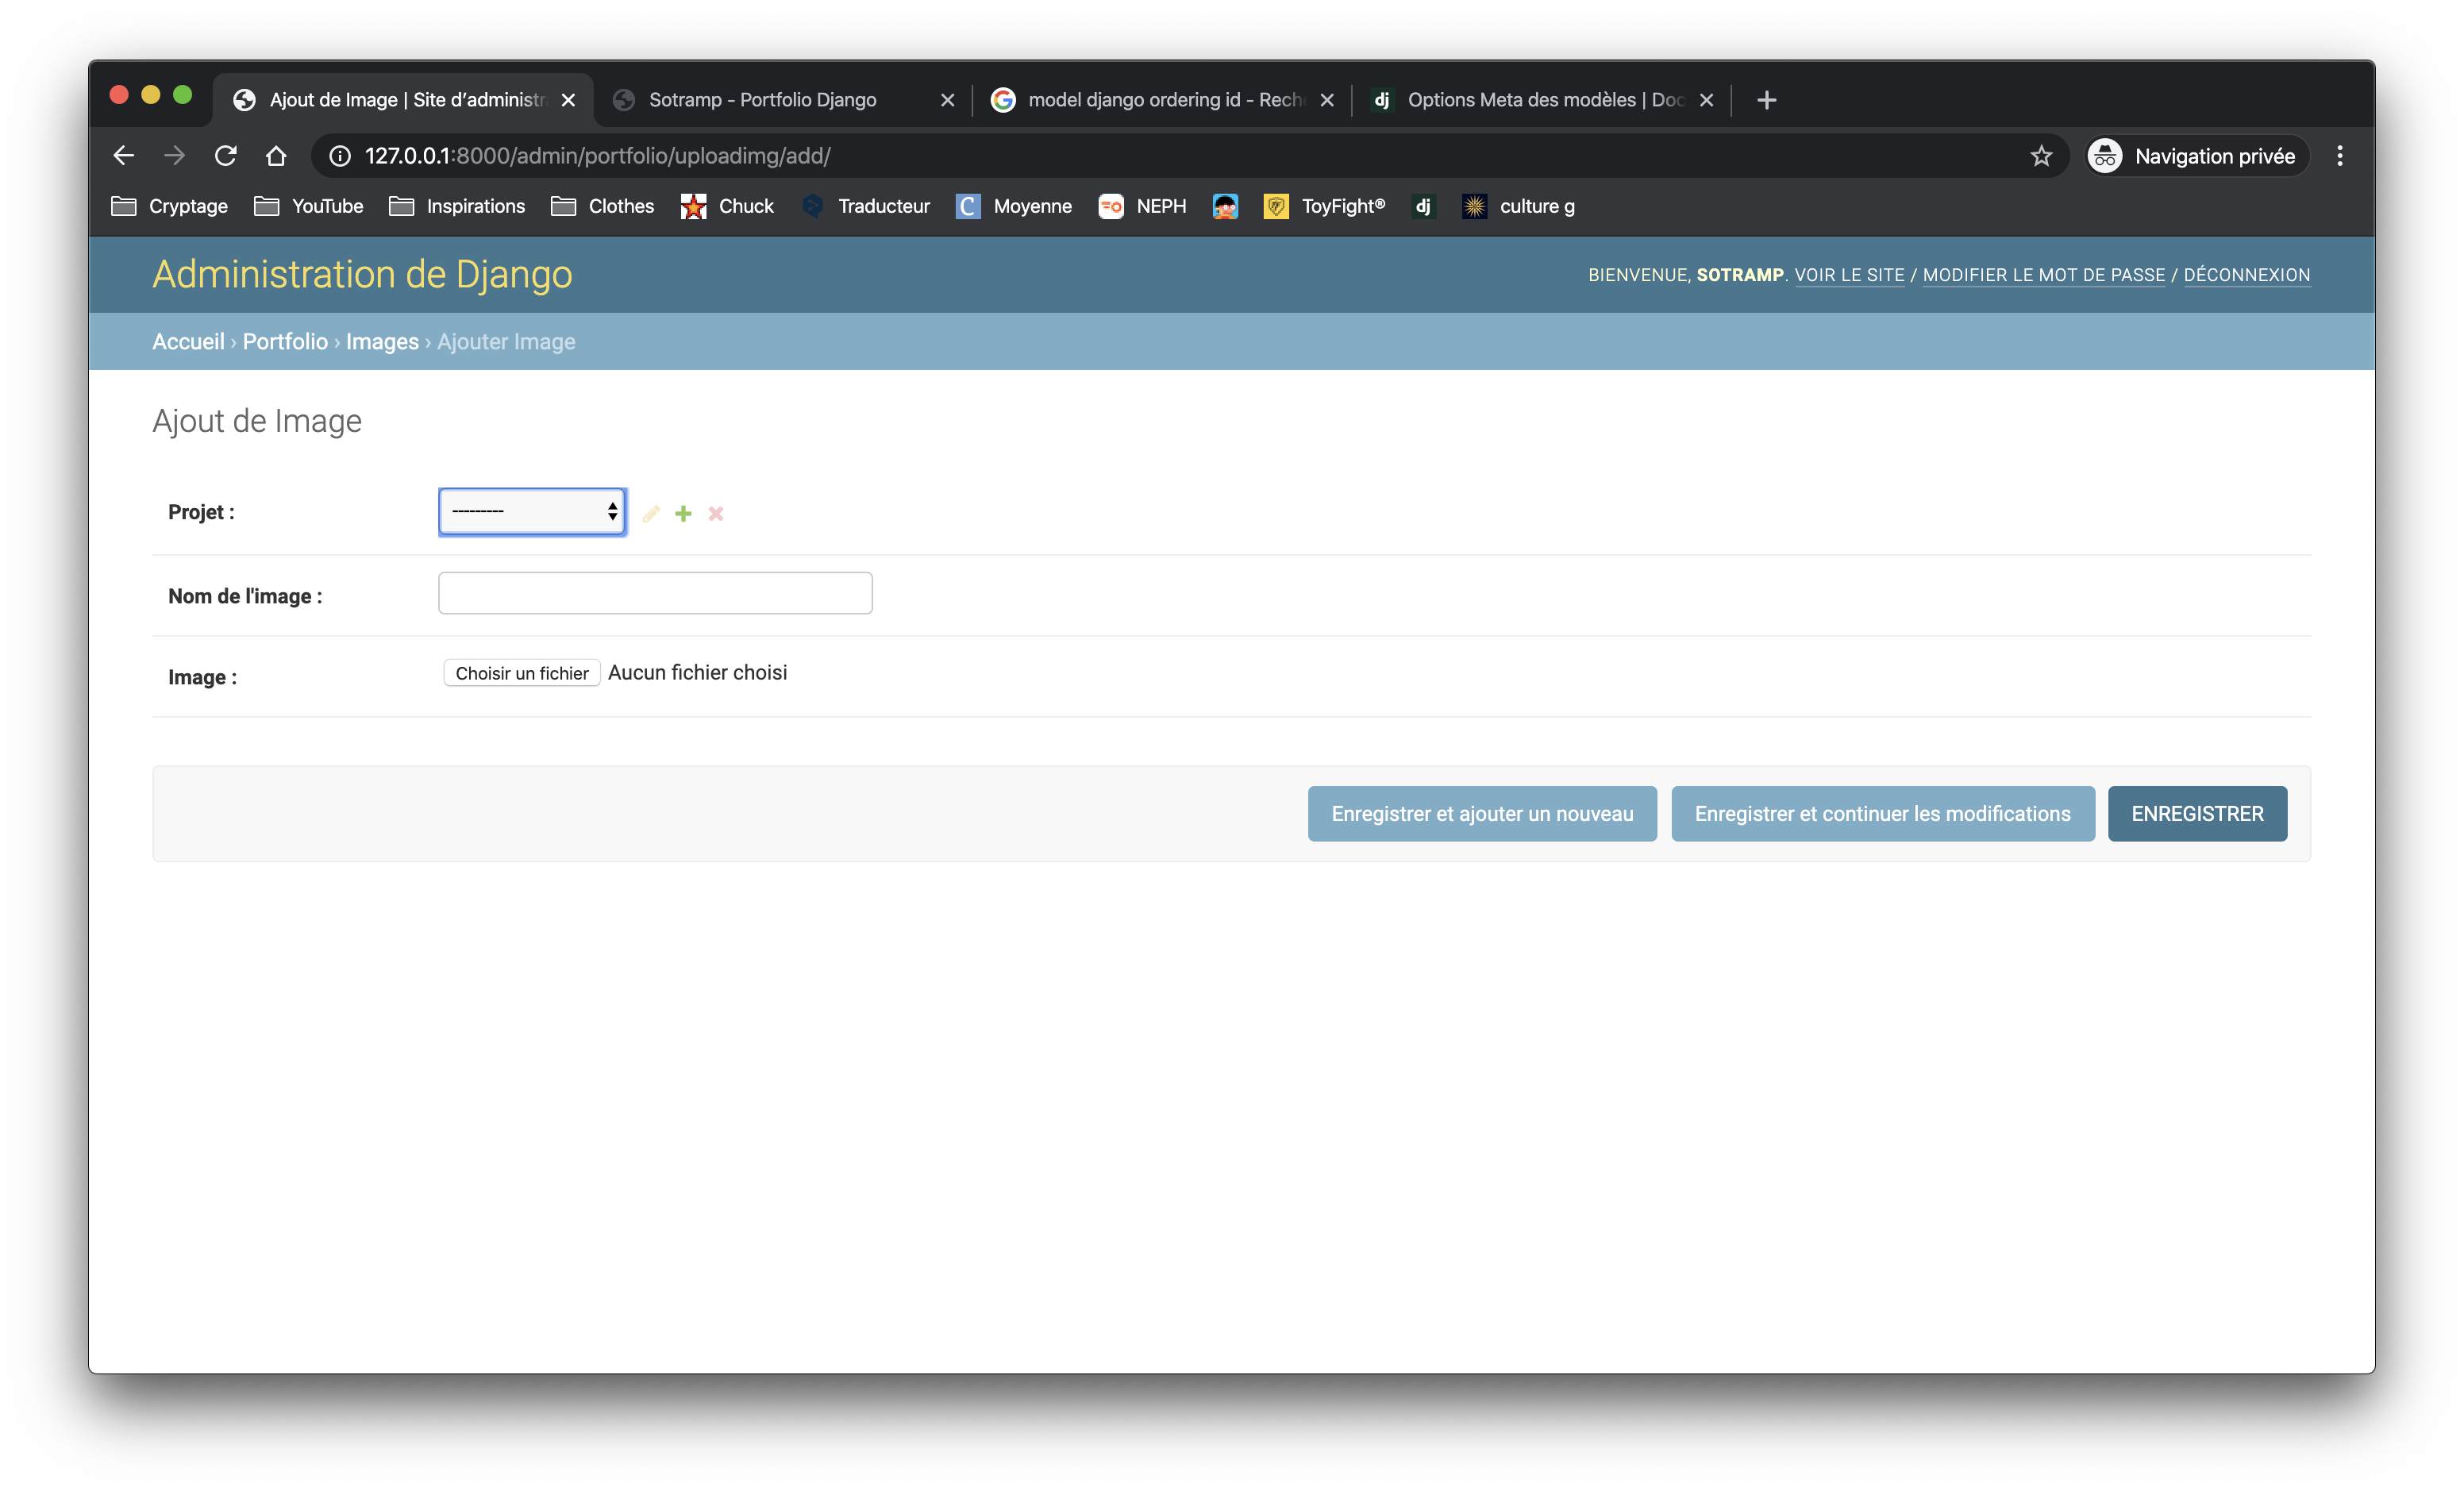 Ajout de Image | Site d’administr
Sotramp - Portfolio Django
model django ordering id - Rech
dj Options Meta des modèles | Doc
127.0.0.1:8000/admin/portfolio/uploadimg/add/
Navigation privée
Cryptage YouTube Inspirations Clothes Chuck Traducteur C Moyenne NEPH ToyFight® dj culture g
Administration de Django
BIENVENUE, SOTRAMP. VOIR LE SITE / MODIFIER LE MOT DE PASSE / DÉCONNEXION
Accueil › Portfolio › Images › Ajouter Image
Ajout de Image
Projet : ---------
Nom de l'image :
Image : Choisir un fichier Aucun fichier choisi
Enregistrer et ajouter un nouveau Enregistrer et continuer les modifications ENREGISTRER